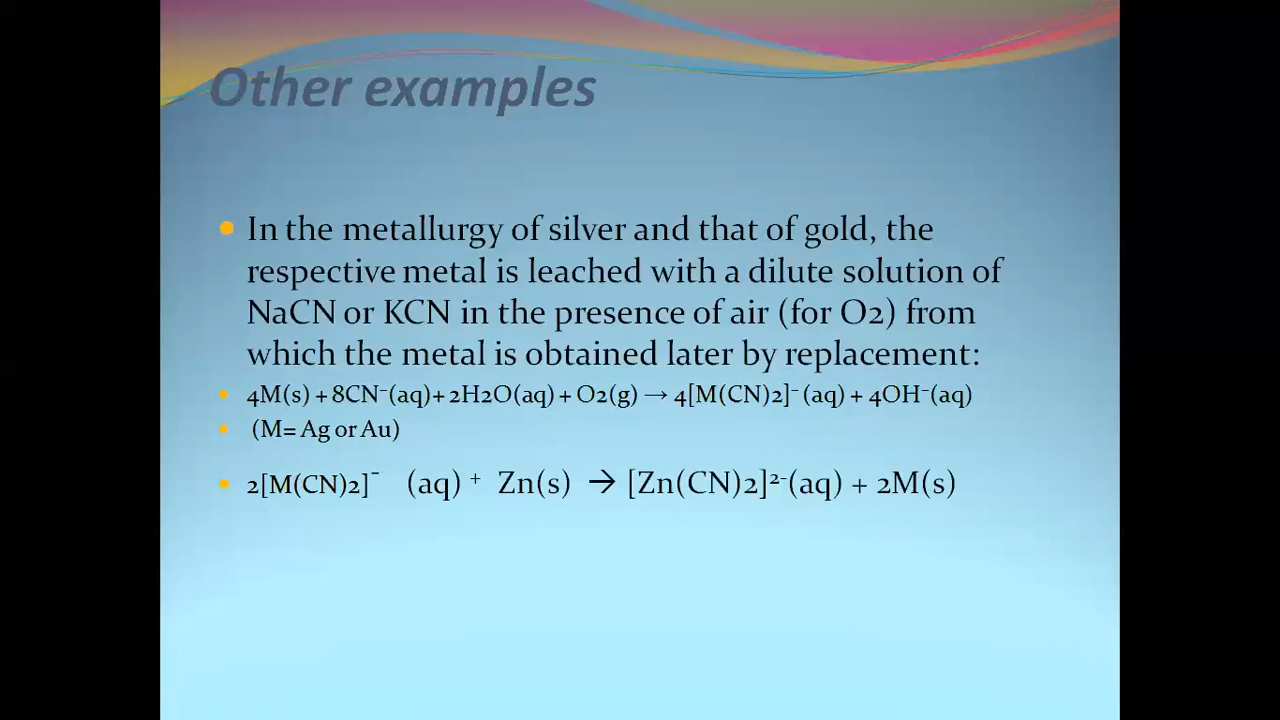 Other examples
In the metallurgy of silver and that of gold, the
respective metal is leached with a dilute solution of
NaCN or KCN in the presence of air (for O2) from
which the metal is obtained later by replacement:
4M(s) + 8CN⁻(aq)+ 2H2O(aq) + O2(g) → 4[M(CN)2]⁻ (aq) + 4OH⁻(aq)
(M= Ag or Au)
2[M(CN)2]⁻ (aq) ⁺ Zn(s) → [Zn(CN)2]²⁻(aq) + 2M(s)